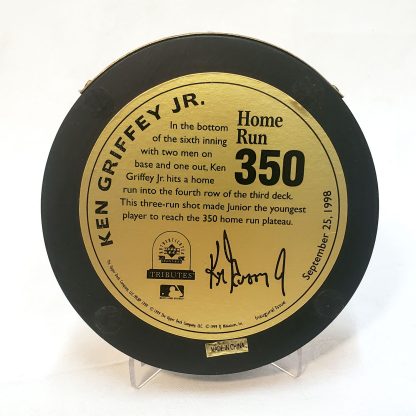 KEN GRIFFEY JR.
Home
Run
350
In the bottom
of the sixth inning
with two men on
base and one out, Ken
Griffey Jr. hits a home
run into the fourth row of the third deck.
This three-run shot made Junior the youngest
player to reach the 350 home run plateau.
September 25, 1998
AUTHENTICATED
TRIBUTES
Inaugural Issue
MADE IN CHINA